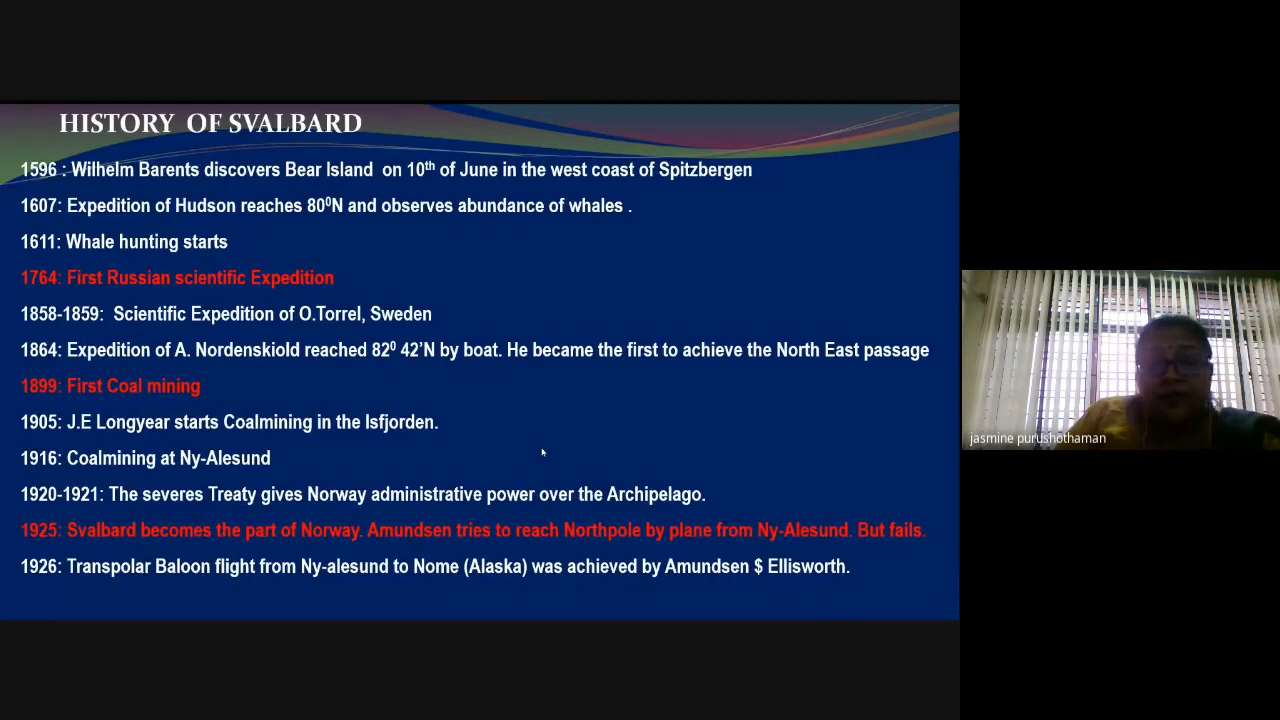 HISTORY OF SVALBARD
1596 : Wilhelm Barents discovers Bear Island on 10th of June in the west coast of Spitzbergen
1607: Expedition of Hudson reaches 80⁰N and observes abundance of whales .
1611: Whale hunting starts
1764: First Russian scientific Expedition
1858-1859: Scientific Expedition of O.Torrel, Sweden
1864: Expedition of A. Nordenskiold reached 82⁰ 42’N by boat. He became the first to achieve the North East passage
1899: First Coal mining
1905: J.E Longyear starts Coalmining in the Isfjorden.
1916: Coalmining at Ny-Alesund
1920-1921: The severes Treaty gives Norway administrative power over the Archipelago.
1925: Svalbard becomes the part of Norway. Amundsen tries to reach Northpole by plane from Ny-Alesund. But fails.
1926: Transpolar Baloon flight from Ny-alesund to Nome (Alaska) was achieved by Amundsen $ Ellisworth.
jasmine purushothaman